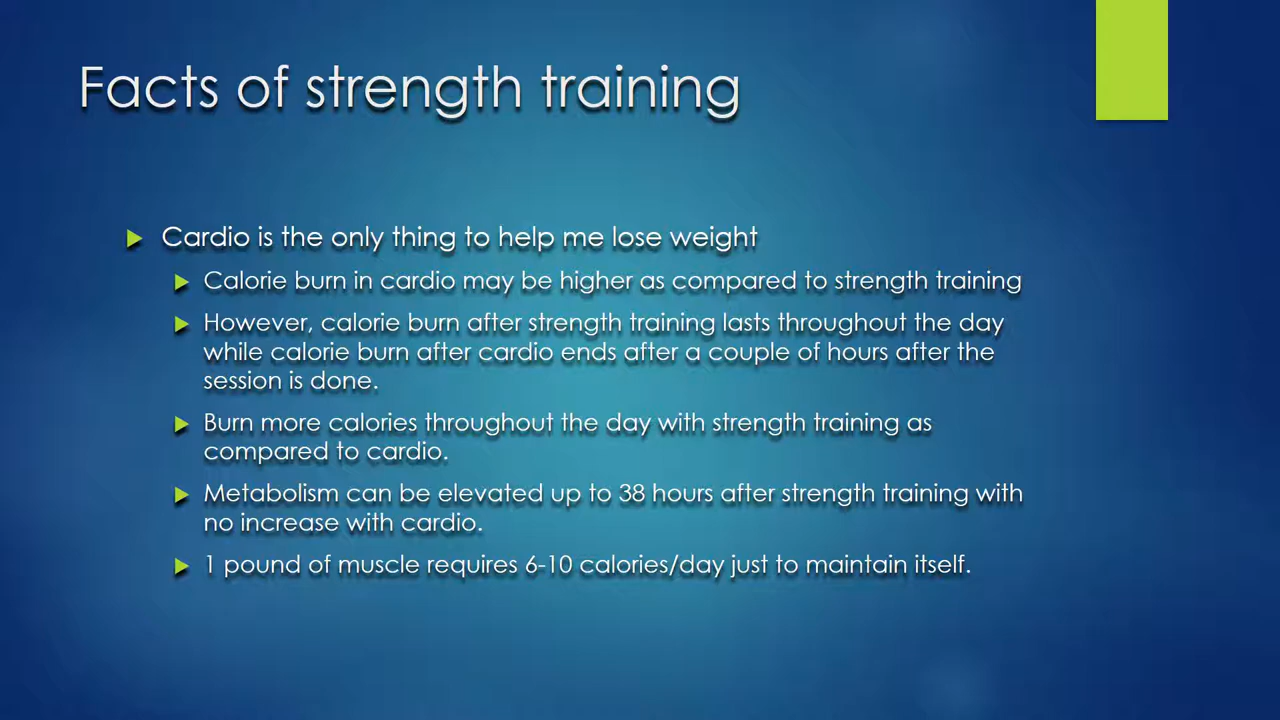 Facts of strength training
Cardio is the only thing to help me lose weight
Calorie burn in cardio may be higher as compared to strength training
However, calorie burn after strength training lasts throughout the day
while calorie burn after cardio ends after a couple of hours after the
session is done.
Burn more calories throughout the day with strength training as
compared to cardio.
Metabolism can be elevated up to 38 hours after strength training with
no increase with cardio.
1 pound of muscle requires 6-10 calories/day just to maintain itself.